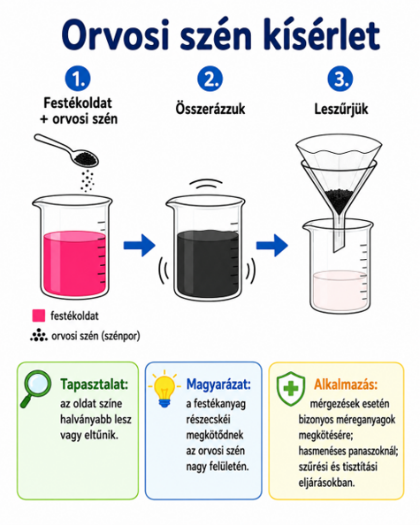 Orvosi szén kísérlet
1.
Festékoldat
+ orvosi szén
2.
Összerázzuk
3.
Leszűrjük
festékoldat
orvosi szén (szénpor)
Tapasztalat:
az oldat színe
halványabb lesz
vagy eltűnik.
Magyarázat:
a festékanyag
részecskéi
megkötődnek
az orvosi szén
nagy felületén.
Alkalmazás:
mérgezések esetén
bizonyos méreganyagok
megkötésére;
hasmenéses panaszoknál;
szűrési és tisztítási
eljárásokban.